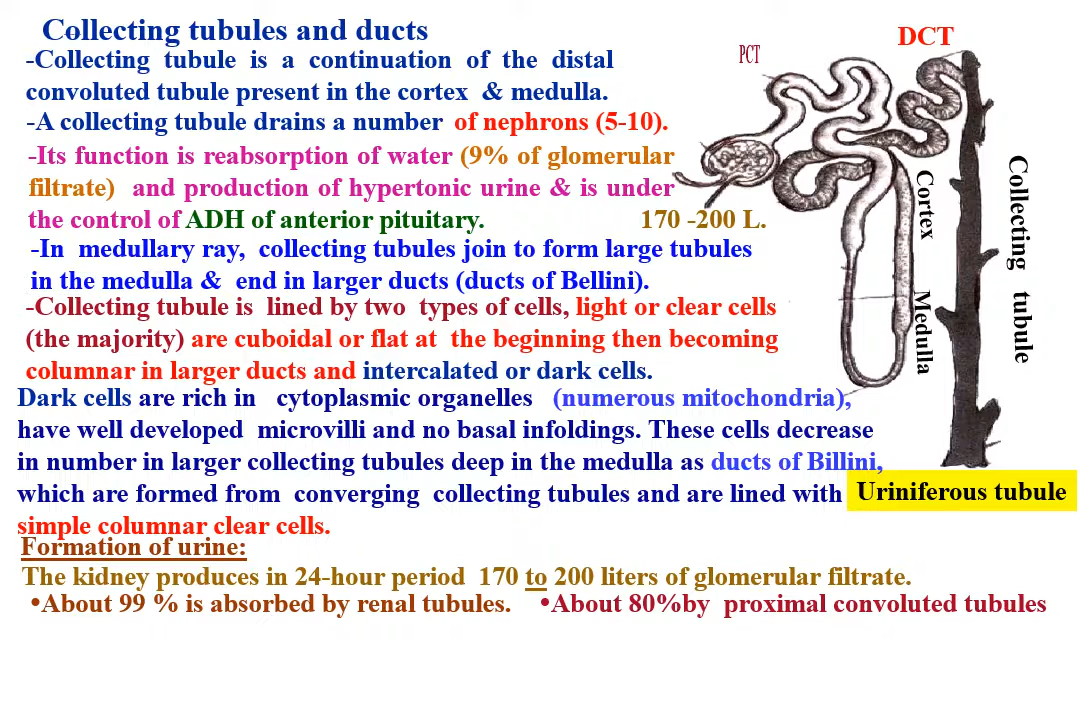 Collecting tubules and ducts
-Collecting tubule is a continuation of the distal
convoluted tubule present in the cortex & medulla.
-A collecting tubule drains a number of nephrons (5-10).
-Its function is reabsorption of water (9% of glomerular
filtrate) and production of hypertonic urine & is under
the control of ADH of anterior pituitary. 170 -200 L.
-In medullary ray, collecting tubules join to form large tubules
in the medulla & end in larger ducts (ducts of Bellini).
-Collecting tubule is lined by two types of cells, light or clear cells
(the majority) are cuboidal or flat at the beginning then becoming
columnar in larger ducts and intercalated or dark cells.
Dark cells are rich in cytoplasmic organelles (numerous mitochondria),
have well developed microvilli and no basal infoldings. These cells decrease
in number in larger collecting tubules deep in the medulla as ducts of Billini,
which are formed from converging collecting tubules and are lined with
simple columnar clear cells.
Formation of urine:
The kidney produces in 24-hour period 170 to 200 liters of glomerular filtrate.
•About 99 % is absorbed by renal tubules. •About 80%by proximal convoluted tubules
PCT
DCT
Cortex
Medulla
Collecting tubule
Uriniferous tubule